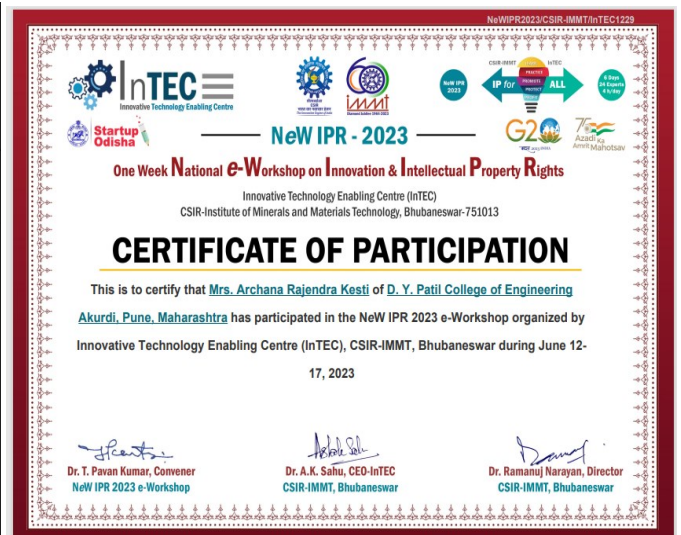 NeWIPR2023/CSIR-IMMT/InTEC1229
InTEC
Innovative Technology Enabling Centre
Startup
Odisha
CSIR
immt
NeW IPR
2023
CSIR-IMMT
InTEC
IP for
PRACTICE
PROMOTE
PROTECT
ALL
6 Days
24 Experts
4 h/day
G20
75
Azadi Ka
Amrit Mahotsav
NeW IPR - 2023
One Week National e-Workshop on Innovation & Intellectual Property Rights
Innovative Technology Enabling Centre (InTEC)
CSIR-Institute of Minerals and Materials Technology, Bhubaneswar-751013
CERTIFICATE OF PARTICIPATION
This is to certify that Mrs. Archana Rajendra Kesti of D. Y. Patil College of Engineering
Akurdi, Pune, Maharashtra has participated in the NeW IPR 2023 e-Workshop organized by
Innovative Technology Enabling Centre (InTEC), CSIR-IMMT, Bhubaneswar during June 12-
17, 2023
Dr. T. Pavan Kumar, Convener
NeW IPR 2023 e-Workshop
Dr. A.K. Sahu, CEO-InTEC
CSIR-IMMT, Bhubaneswar
Dr. Ramanuj Narayan, Director
CSIR-IMMT, Bhubaneswar